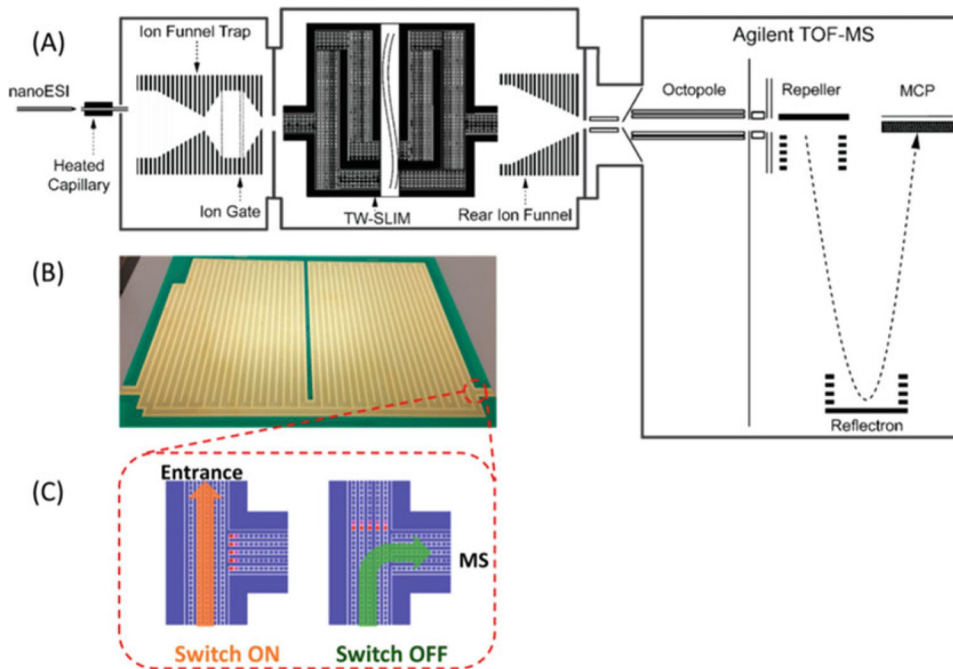 (A)
Ion Funnel Trap
nanoESI
Heated
Capillary
Ion Gate
TW-SLIM
Rear Ion Funnel
Agilent TOF-MS
Octopole
Repeller
MCP
Reflectron
(B)
(C)
Entrance
MS
Switch ON
Switch OFF